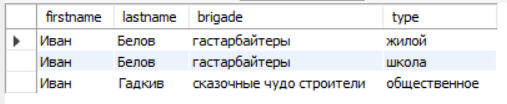 firstname lastname brigade type
Иван Белов гастарбайтеры жилой
Иван Белов гастарбайтеры школа
Иван Гадкив сказочные чудо строители общественное